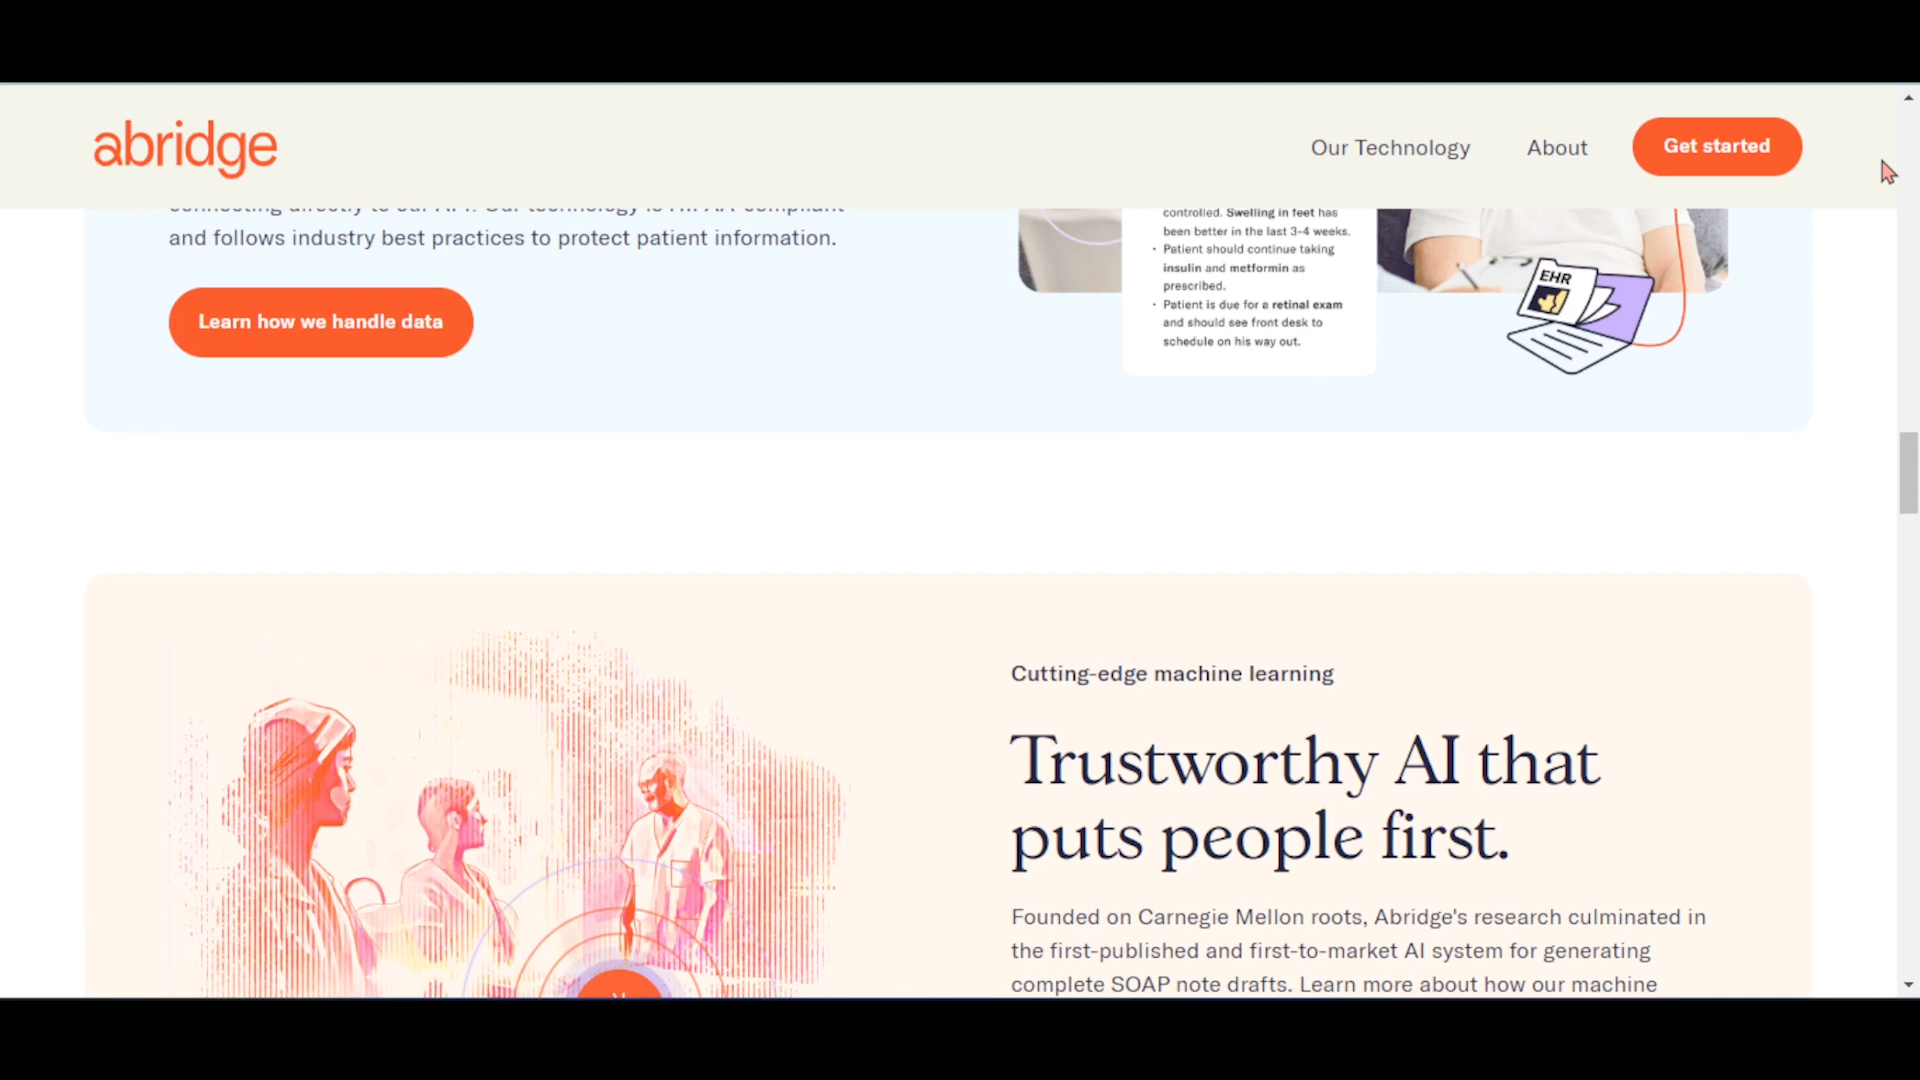 abridge
Our Technology
About
Get started
and follows industry best practices to protect patient information.
Learn how we handle data
controlled. Swelling in feet has
been better in the last 3-4 weeks.
• Patient should continue taking
insulin and metformin as
prescribed.
• Patient is due for a retinal exam
and should see front desk to
schedule on his way out.
EHR
Cutting-edge machine learning
Trustworthy AI that
puts people first.
Founded on Carnegie Mellon roots, Abridge's research culminated in
the first-published and first-to-market AI system for generating
complete SOAP note drafts. Learn more about how our machine